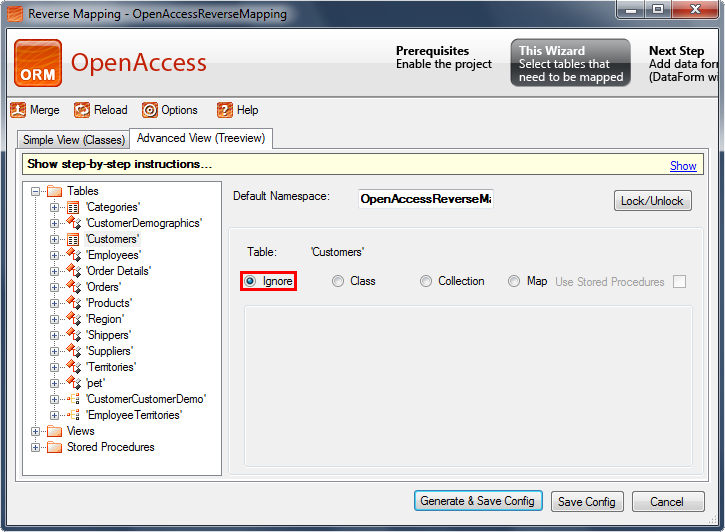 Reverse Mapping - OpenAccessReverseMapping
ORM
OpenAccess
Prerequisites
Enable the project
This Wizard
Select tables that
need to be mapped
Next Step
Add data for
(DataForm wi
Merge Reload Options Help
Simple View (Classes) Advanced View (Treeview)
Show step-by-step instructions... Show
Tables
'Categories'
'CustomerDemographics'
'Customers'
'Employees'
'Order Details'
'Orders'
'Products'
'Region'
'Shippers'
'Suppliers'
'Territories'
'pet'
'CustomerCustomerDemo'
'EmployeeTerritories'
Views
Stored Procedures
Default Namespace: OpenAccessReverseMa Lock/Unlock
Table: 'Customers'
Ignore Class Collection Map Use Stored Procedures
Generate & Save Config Save Config Cancel